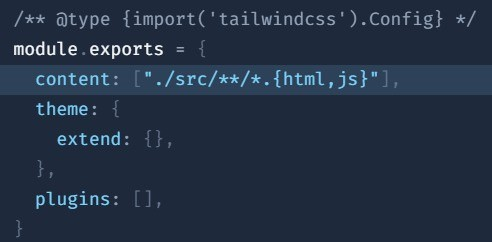 /** @type {import('tailwindcss').Config} */
module.exports = {
  content: ["./src/**/*.{html,js}"],
  theme: {
    extend: {},
  },
  plugins: [],
}